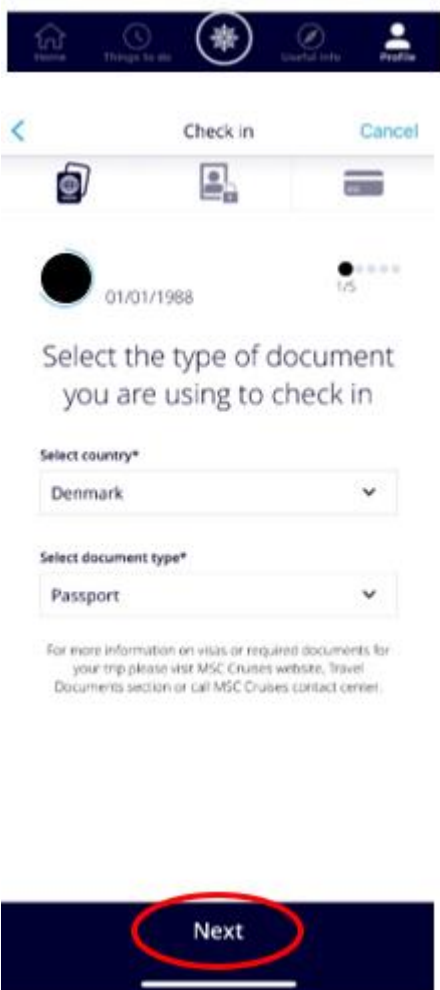 Home
Things to do
Useful info
Profile
Check in
Cancel
01/01/1988
1/5
Select the type of document
you are using to check in
Select country*
Denmark
Select document type*
Passport
For more information on visas or required documents for
your trip please visit MSC Cruises website, Travel
Documents section or call MSC Cruises contact center.
Next